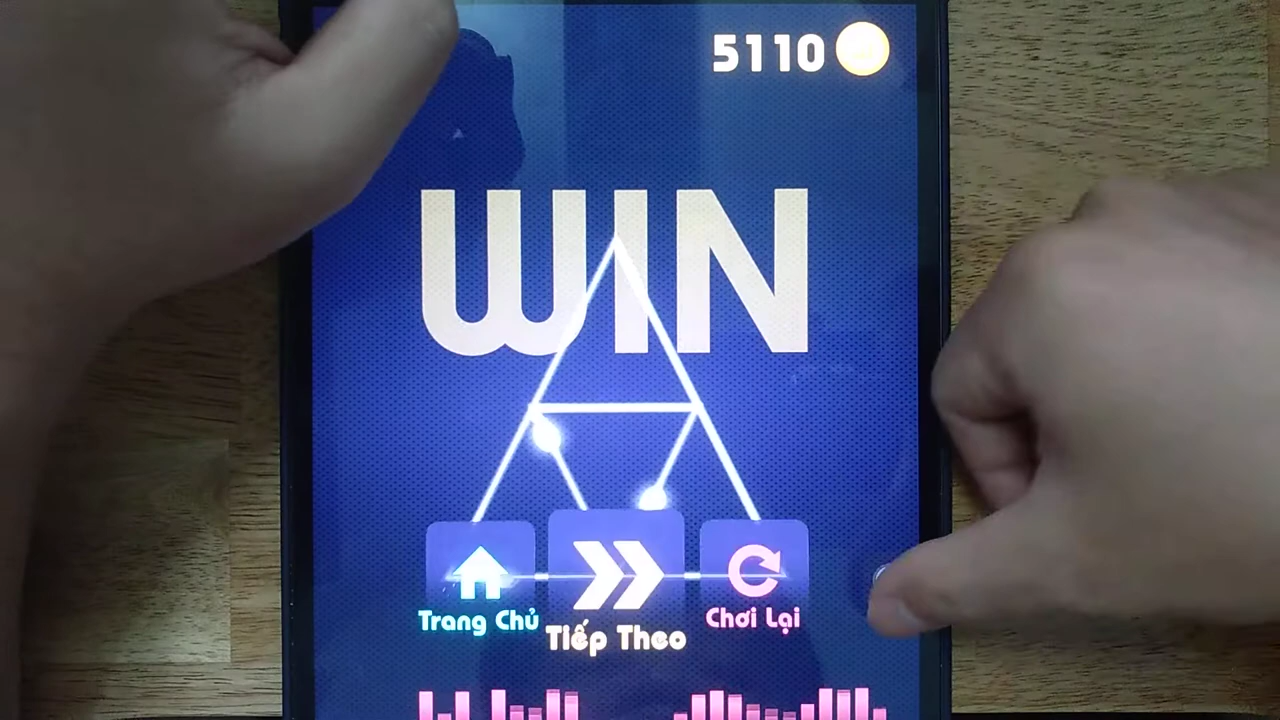 5110
WIN
Trang Chủ
Tiếp Theo
Chơi Lại